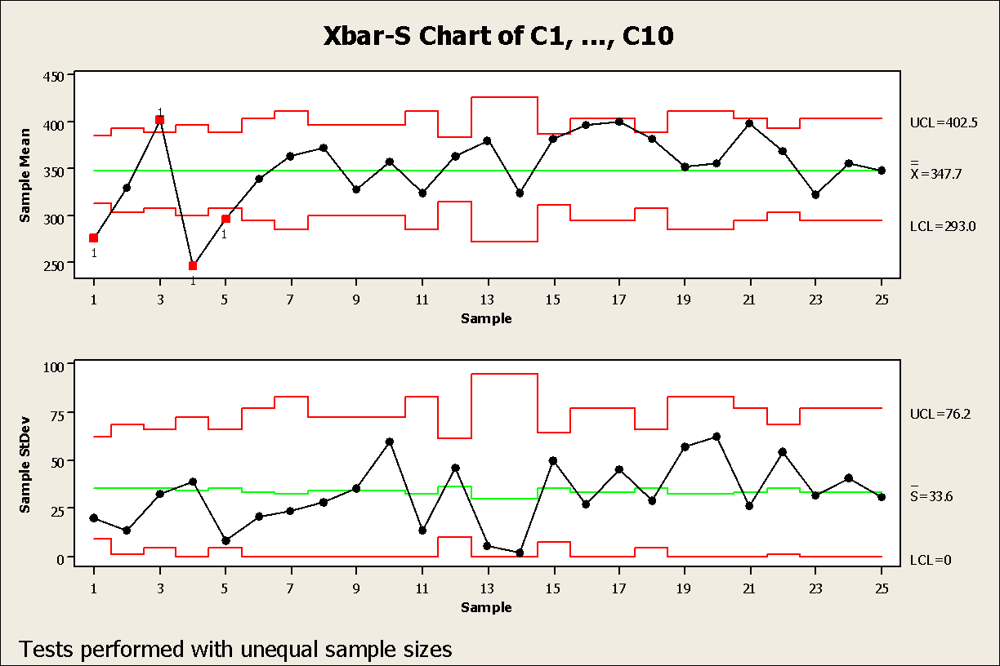 Xbar-S Chart of C1, ..., C10
Sample Mean
450
400
350
300
250
1
1
1
1
UCL=402.5
X=347.7
LCL=293.0
1 3 5 7 9 11 13 15 17 19 21 23 25
Sample
Sample StDev
100
75
50
25
0
UCL=76.2
S=33.6
LCL=0
1 3 5 7 9 11 13 15 17 19 21 23 25
Sample
Tests performed with unequal sample sizes